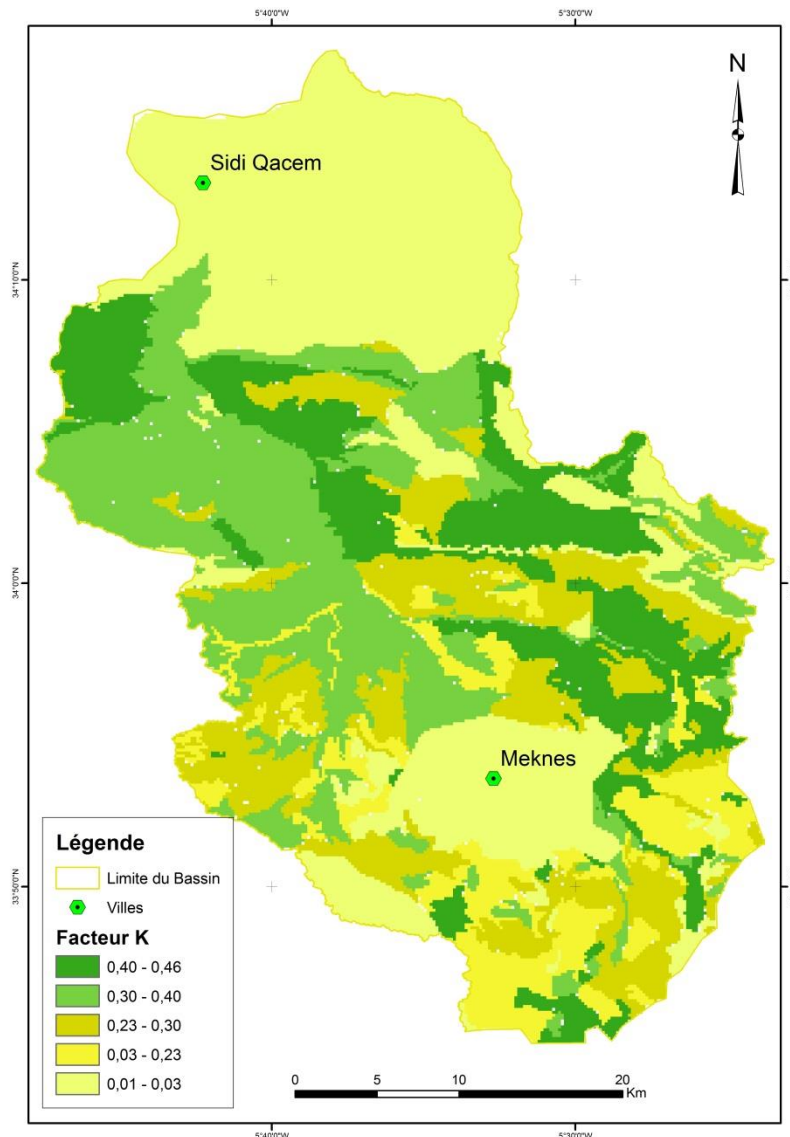 5°40'0"W
5°30'0"W
N
Sidi Qacem
34°10'0"N
34°0'0"N
Meknes
33°50'0"N
Légende
Limite du Bassin
Villes
Facteur K
0,40 - 0,46
0,30 - 0,40
0,23 - 0,30
0,03 - 0,23
0,01 - 0,03
0 5 10 20
Km
5°40'0"W
5°30'0"W